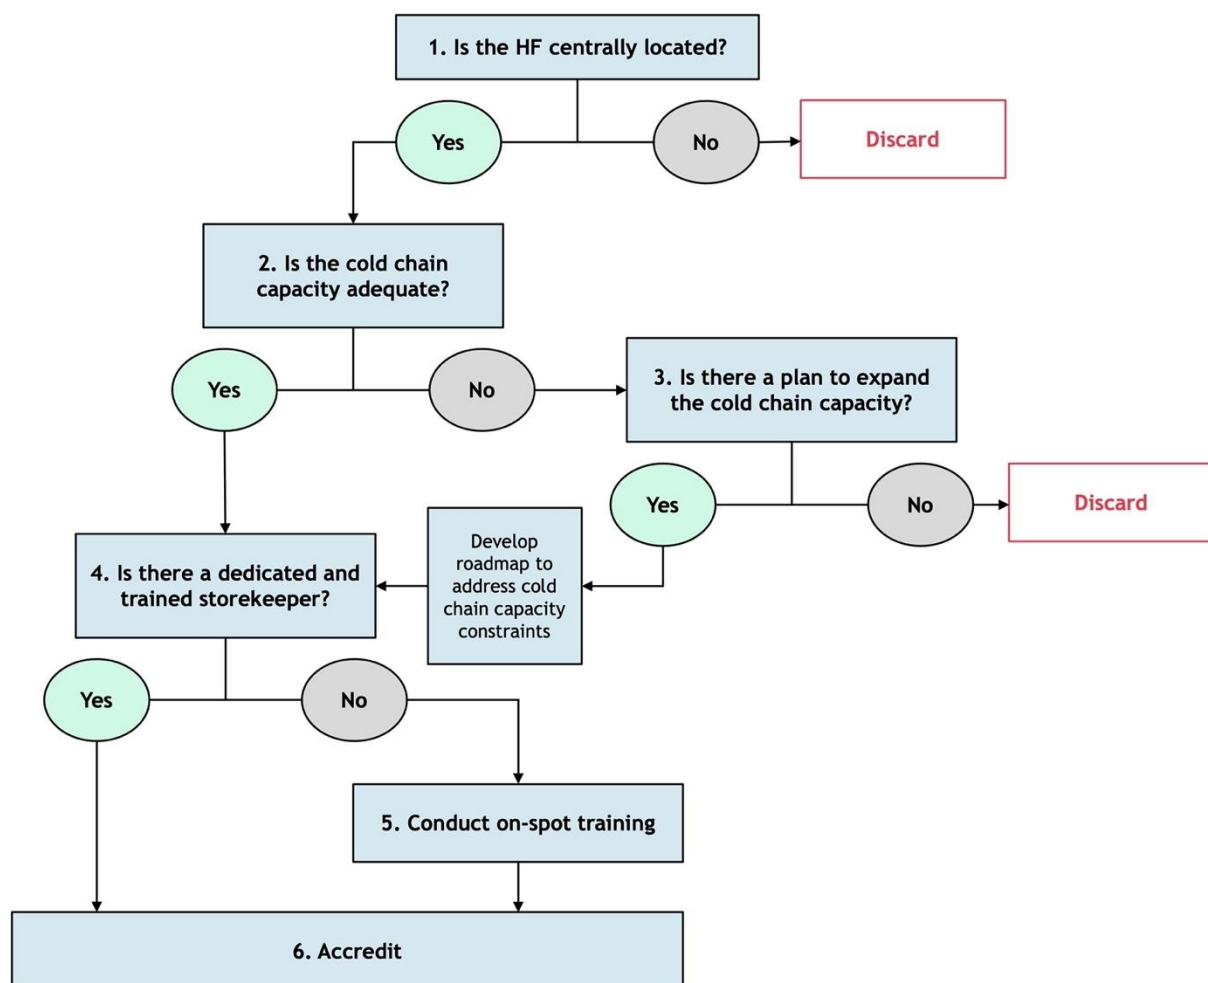 1. Is the HF centrally located?
Yes
No
Discard
2. Is the cold chain
capacity adequate?
Yes
No
3. Is there a plan to expand
the cold chain capacity?
Yes
No
Discard
Develop
roadmap to
address cold
chain capacity
constraints
4. Is there a dedicated and
trained storekeeper?
Yes
No
5. Conduct on-spot training
6. Accredit